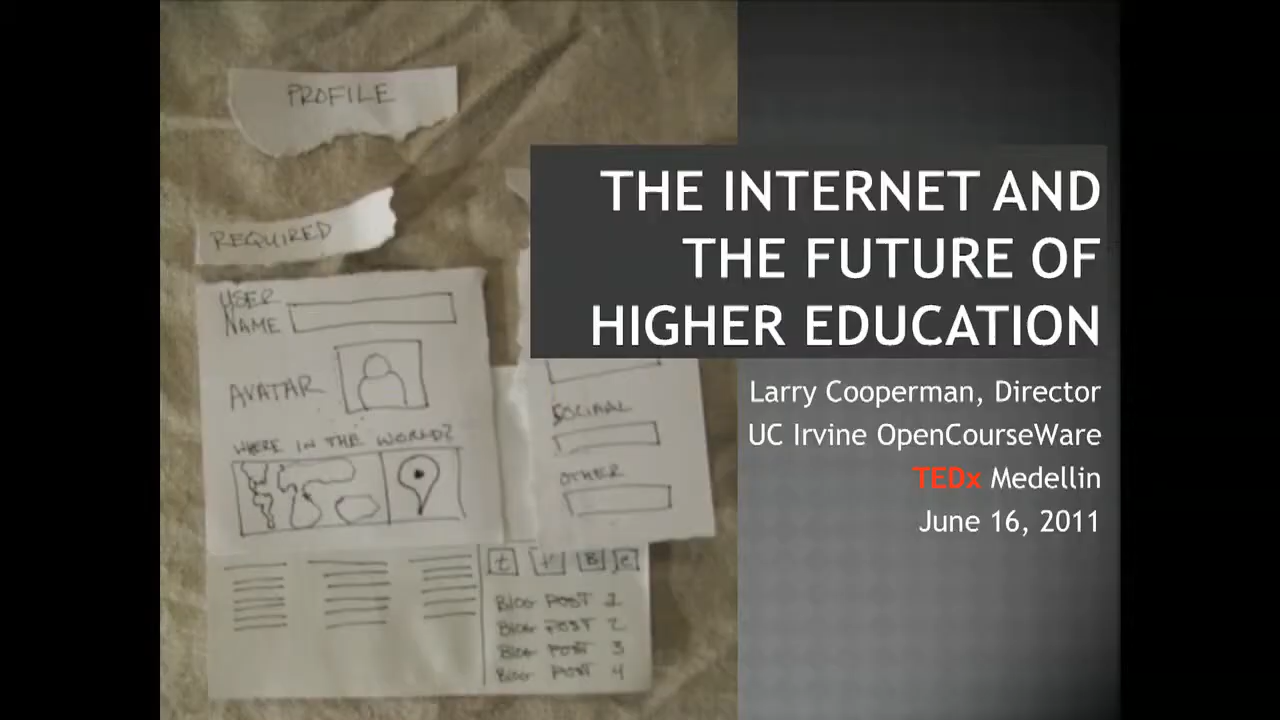 PROFILE
REQUIRED
USER
NAME
AVATAR
WHERE IN THE WORLD?
SOCIAAL
OTHER
BLOG POST 1
BLOG POST 2
BLOG POST 3
BLOG POST 4
THE INTERNET AND
THE FUTURE OF
HIGHER EDUCATION
Larry Cooperman, Director
UC Irvine OpenCourseWare
TEDx Medellin
June 16, 2011